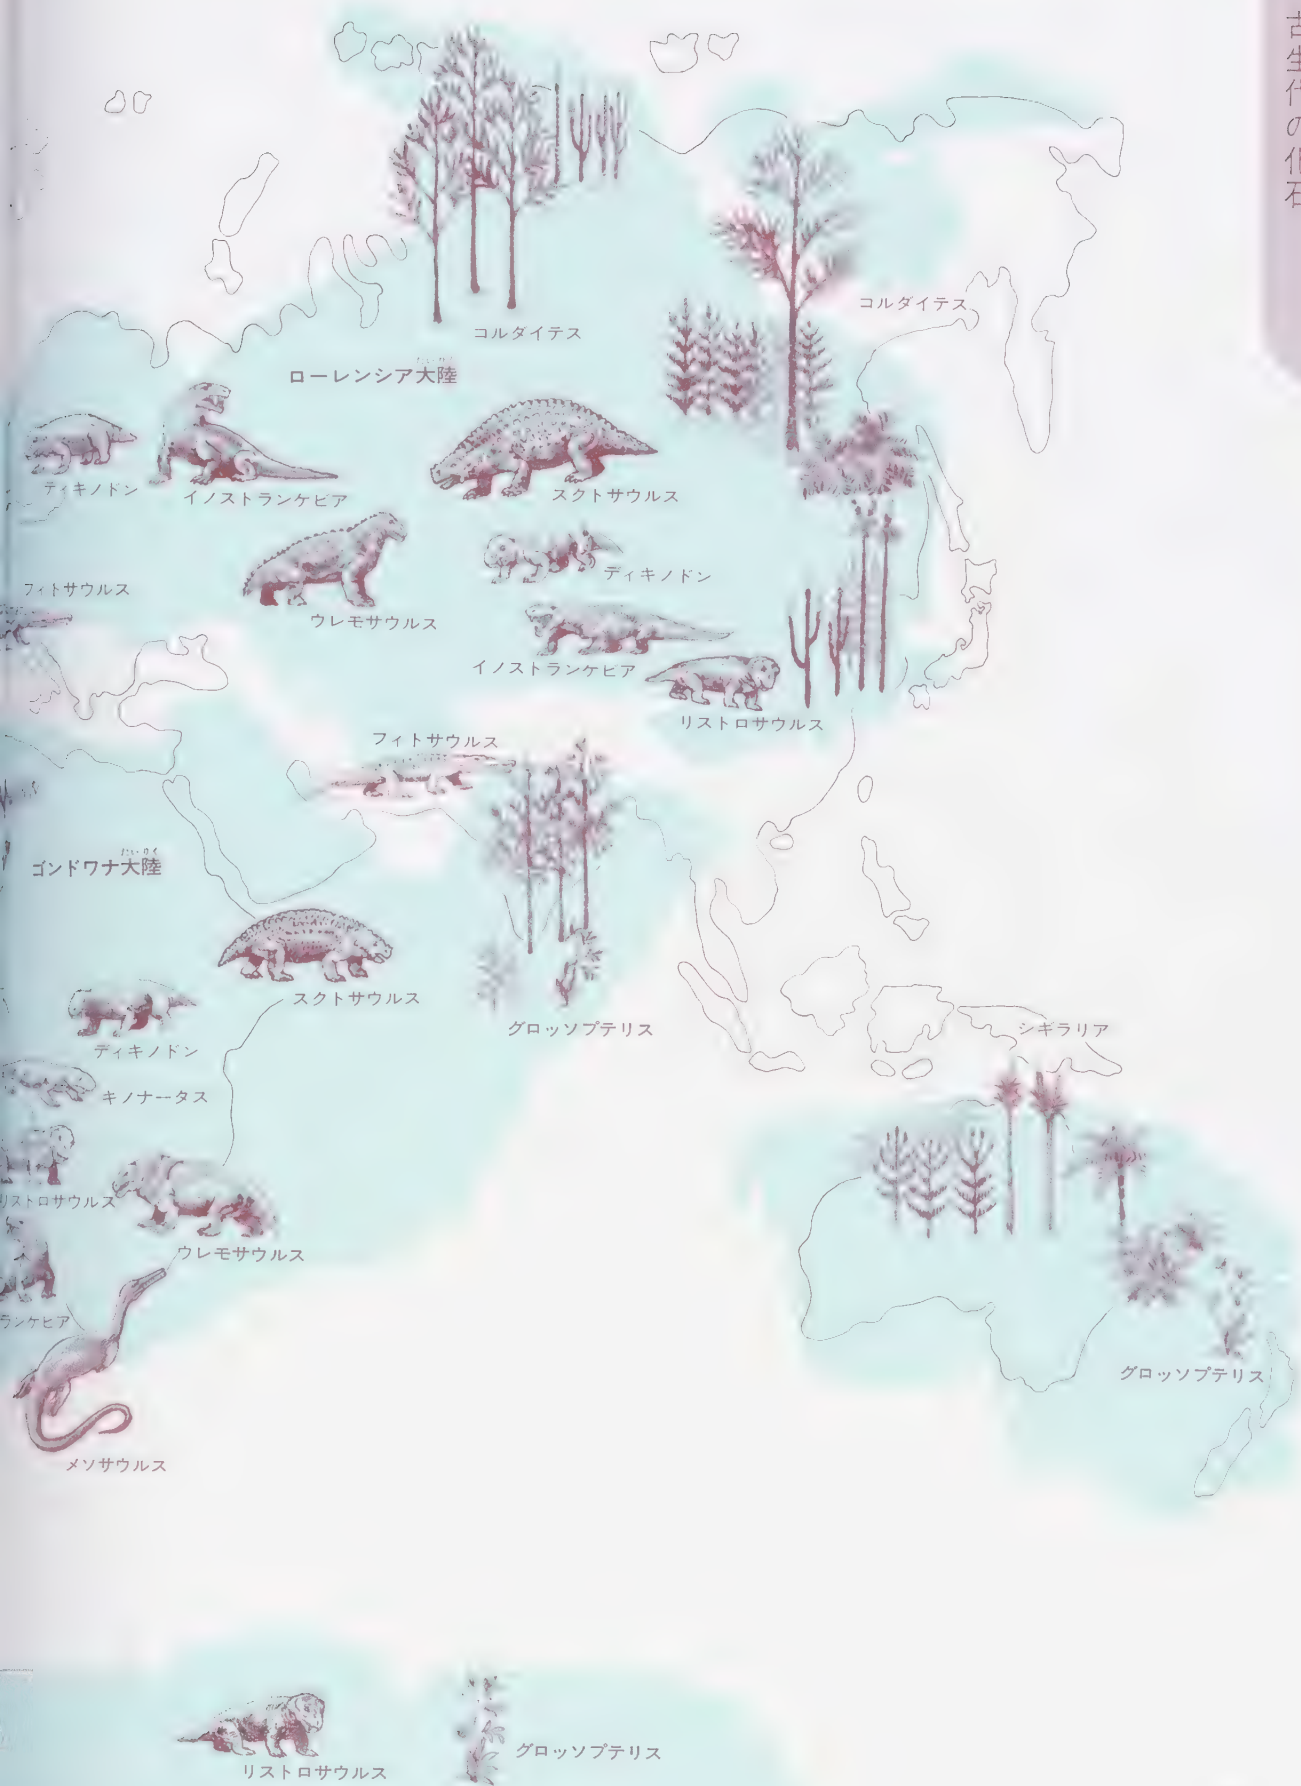 古生代の化石
コルダイテス
コルダイテス
たいりく
ローレンシア大陸
ディキノドン
イノストランケビア
スクトサウルス
フィトサウルス
ウレモサウルス
ディキノドン
イノストランケビア
リストロサウルス
フィトサウルス
たいりく
ゴンドワナ大陸
スクトサウルス
グロッソプテリス
シギラリア
ディキノドン
キノナータス
リストロサウルス
ウレモサウルス
ランケビア
グロッソプテリス
メソサウルス
リストロサウルス
グロッソプテリス